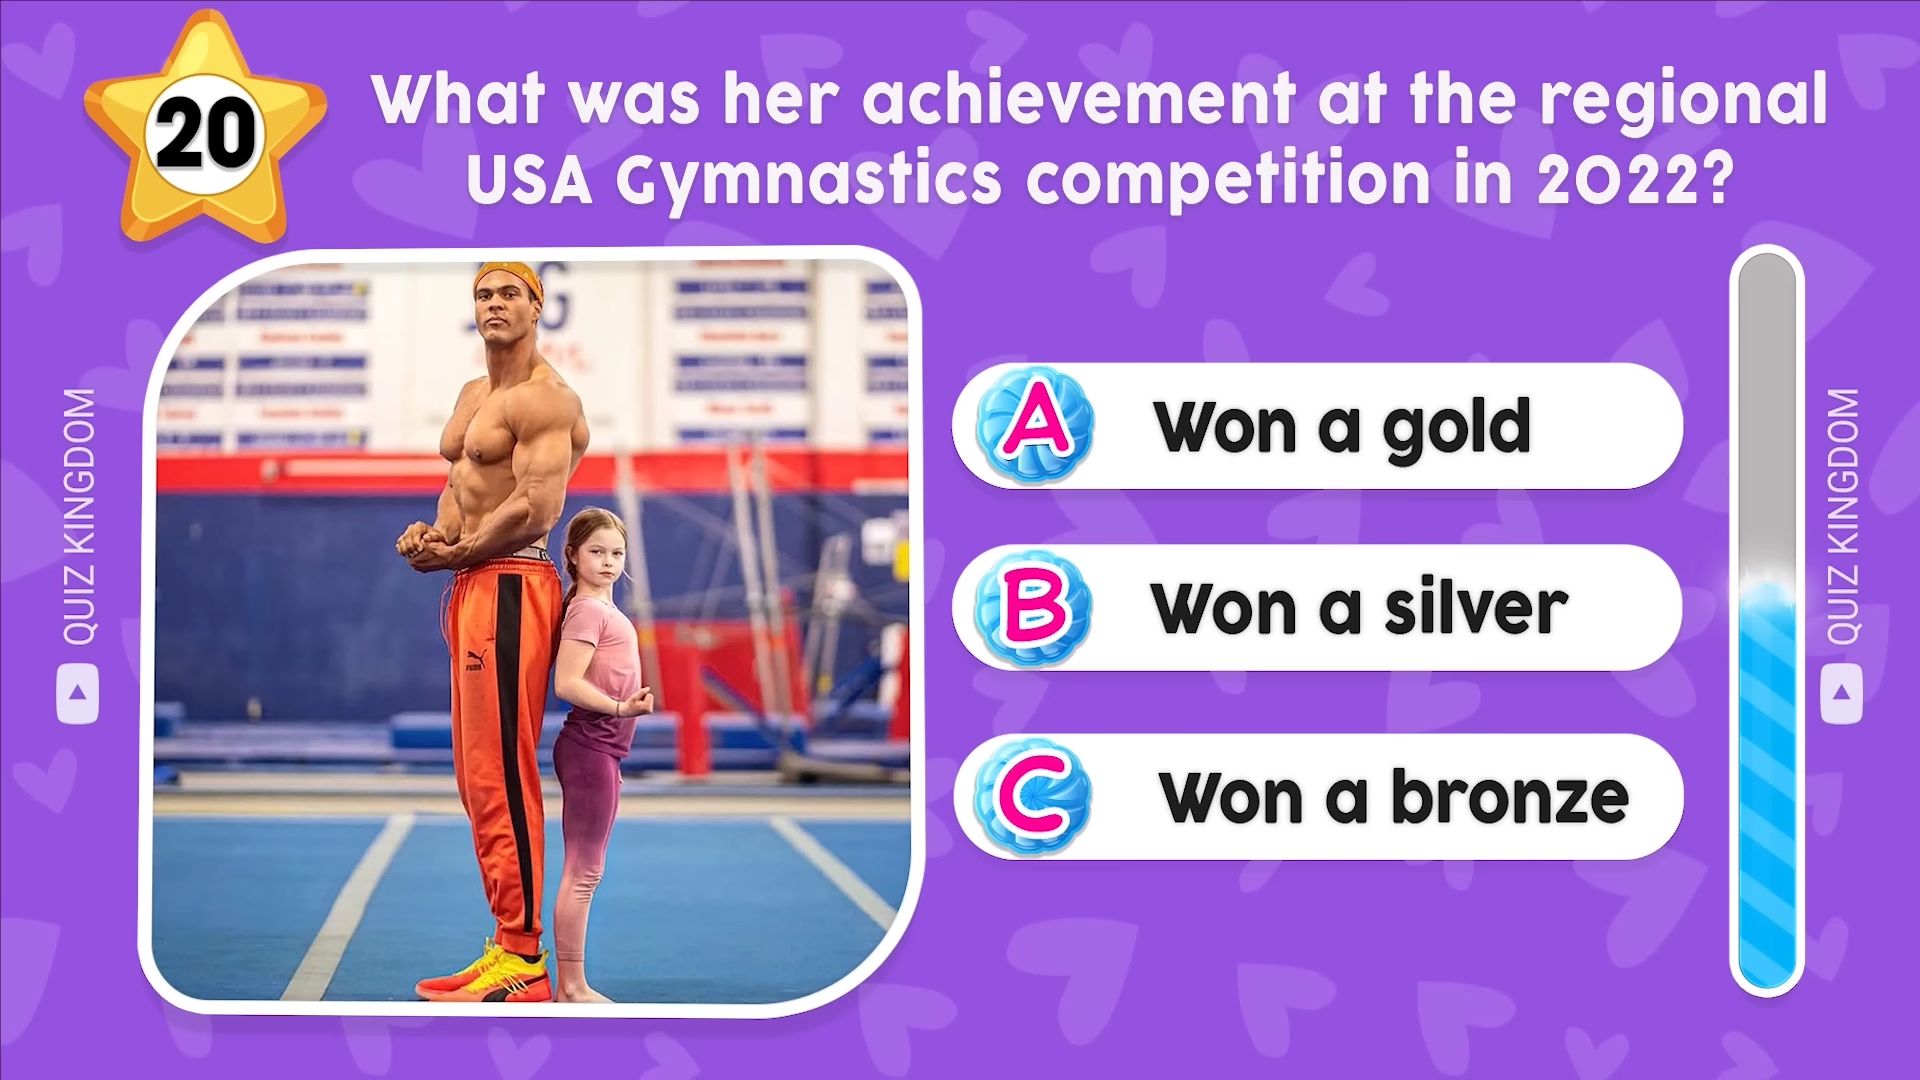 20
What was her achievement at the regional
USA Gymnastics competition in 2022?
A Won a gold
B Won a silver
C Won a bronze
QUIZ KINGDOM
QUIZ KINGDOM
PUMA